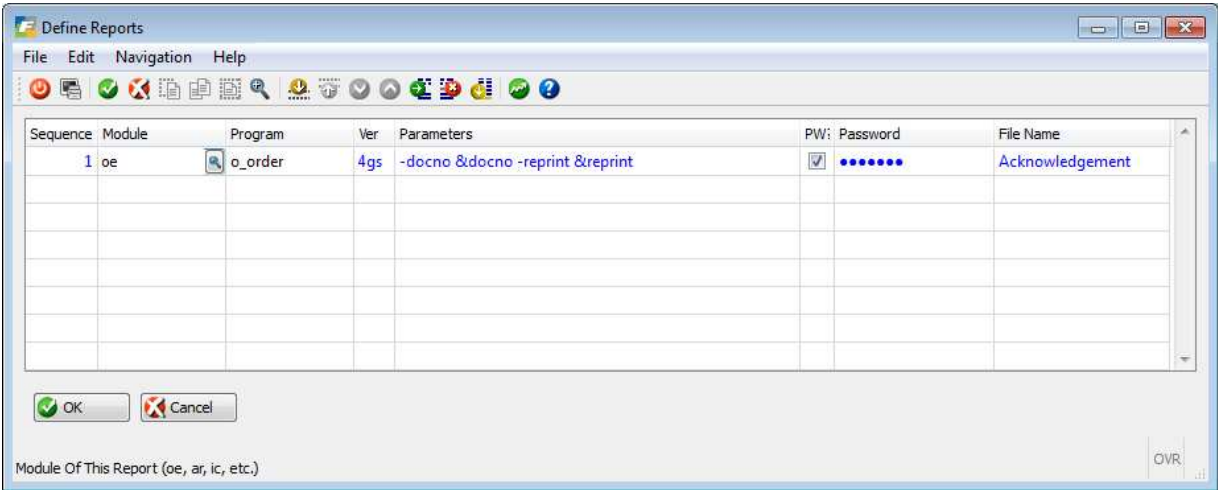 Define Reports
File Edit Navigation Help
Sequence Module Program Ver Parameters PW? Password File Name
1 oe o_order 4gs -docno &docno -reprint &reprint ●●●●●●● Acknowledgement
OK Cancel
Module Of This Report (oe, ar, ic, etc.)
OVR